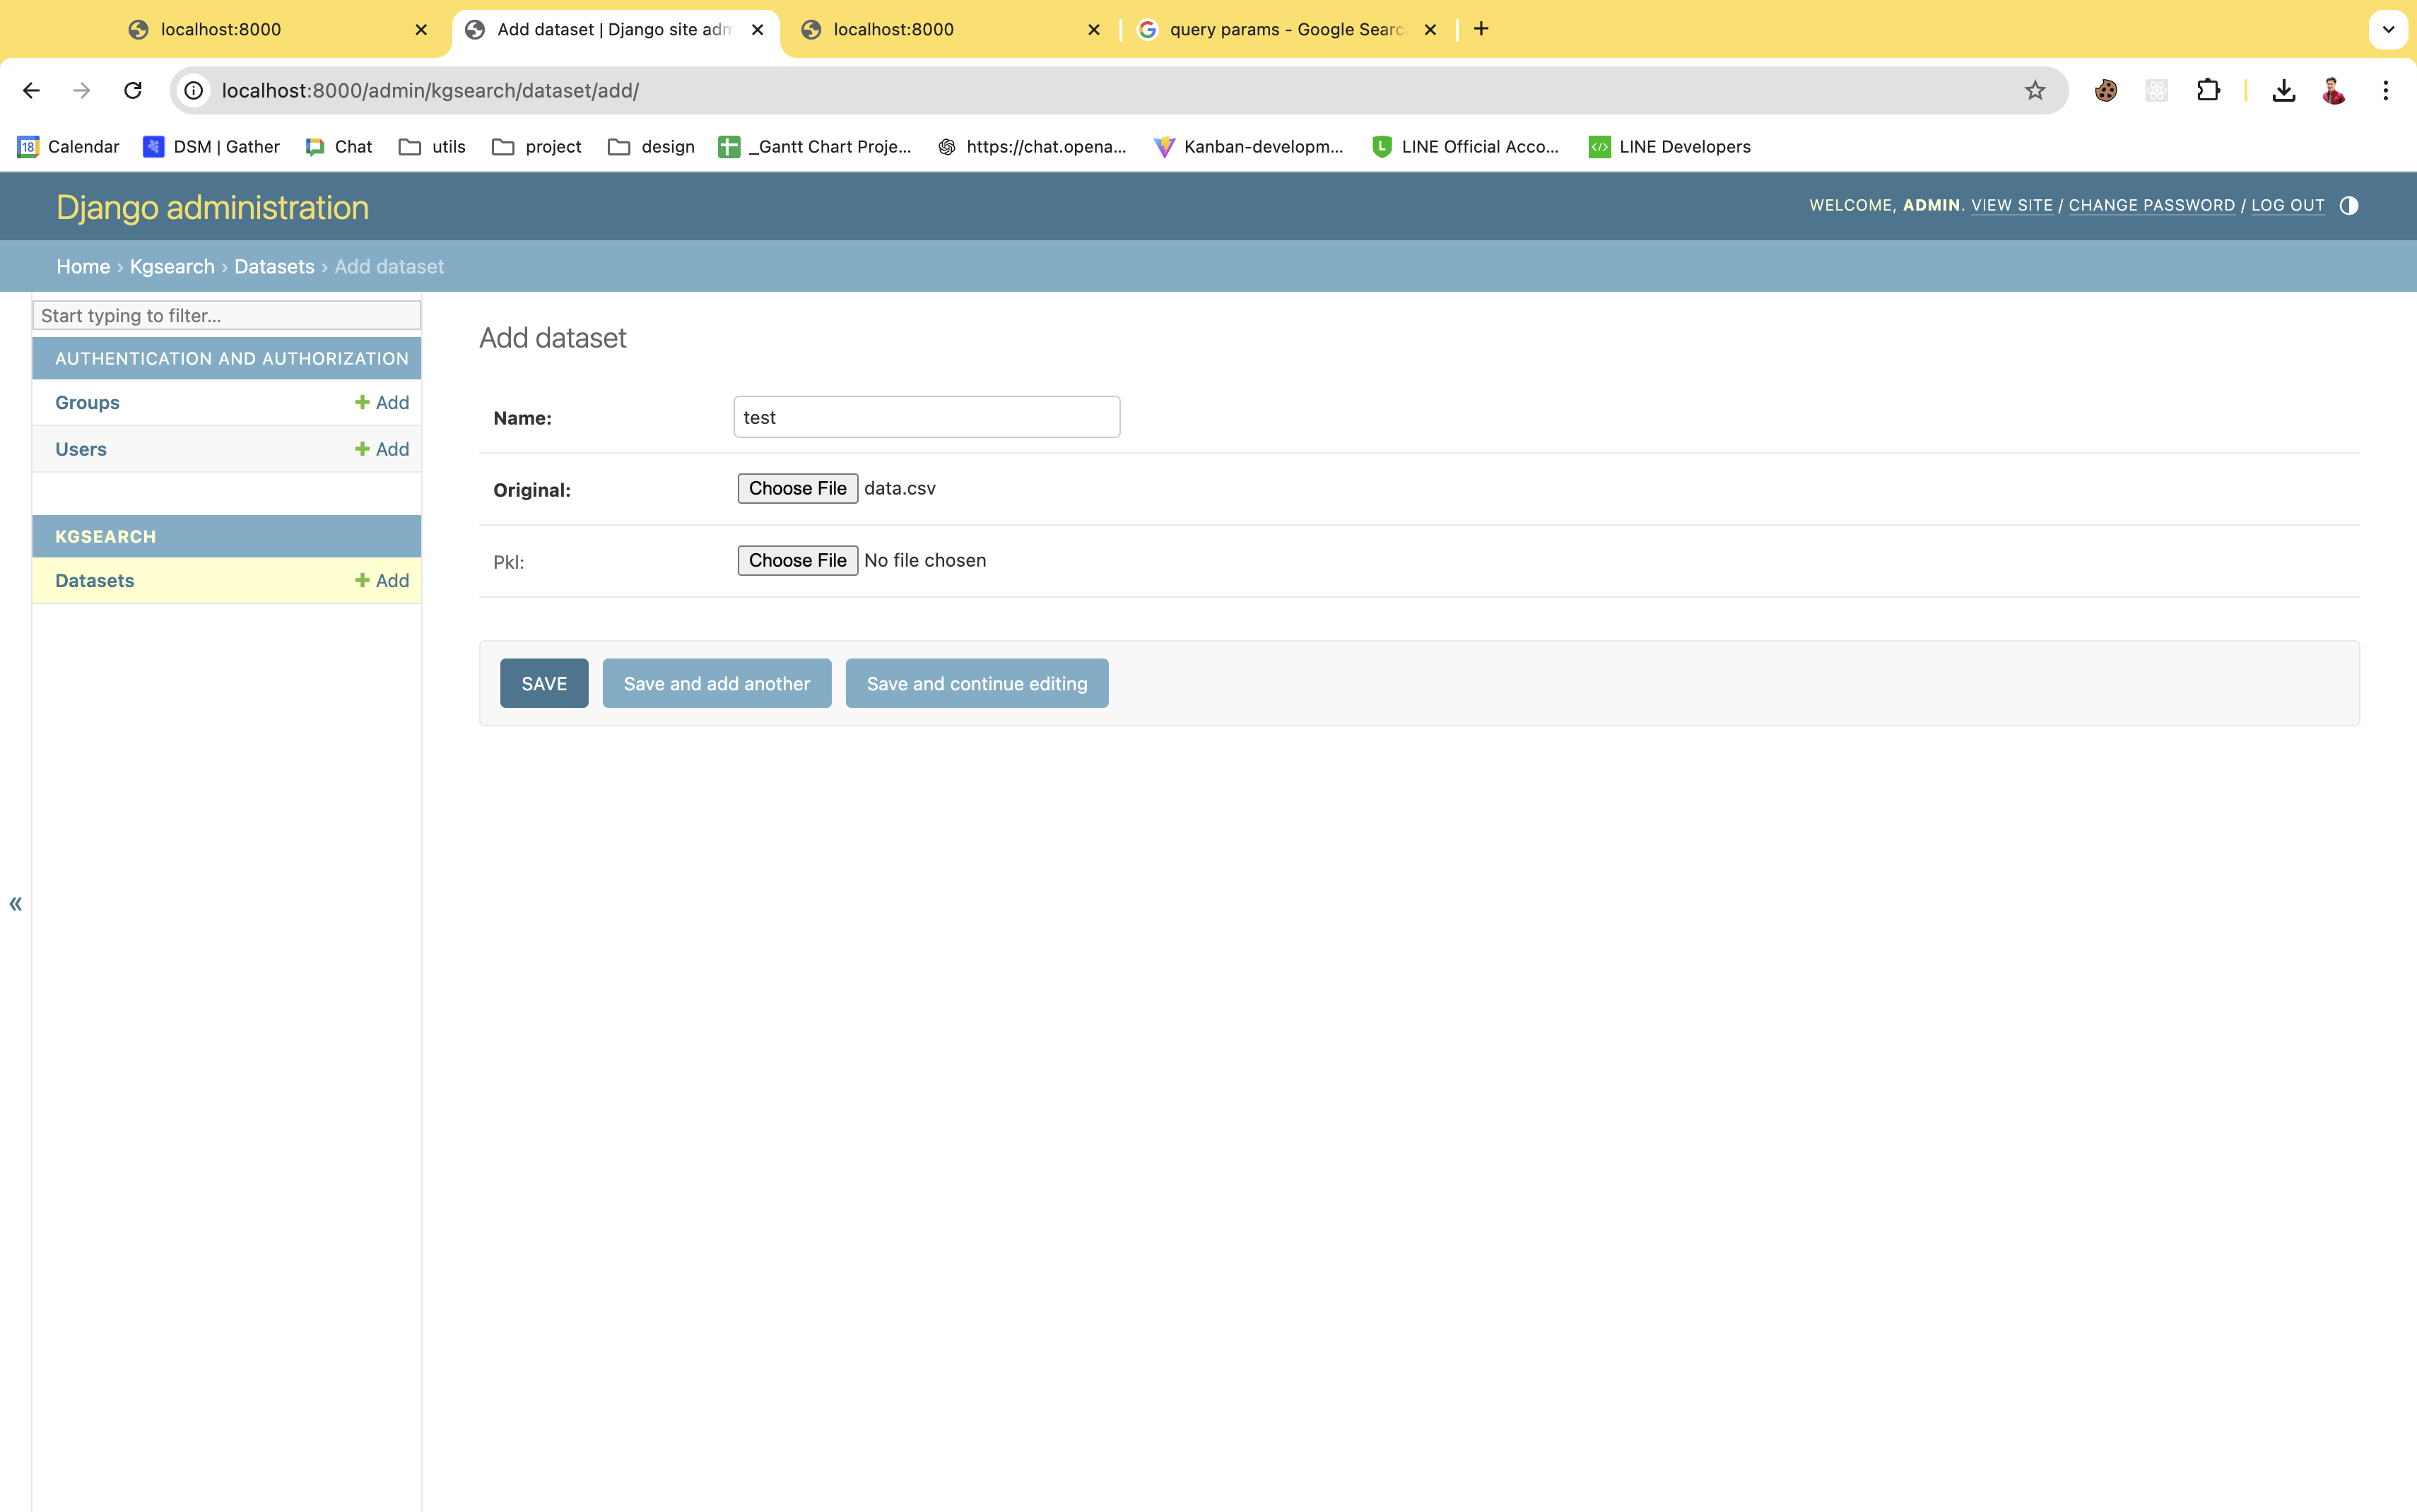 localhost:8000
Add dataset | Django site adm
localhost:8000
query params - Google Searc
localhost:8000/admin/kgsearch/dataset/add/
18 Calendar DSM | Gather Chat utils project design _Gantt Chart Proje... https://chat.opena... Kanban-developm... LINE Official Acco... LINE Developers
Django administration
WELCOME, ADMIN. VIEW SITE / CHANGE PASSWORD / LOG OUT
Home › Kgsearch › Datasets › Add dataset
Start typing to filter...
AUTHENTICATION AND AUTHORIZATION
Groups + Add
Users + Add
KGSEARCH
Datasets + Add
«
Add dataset
Name: test
Original: Choose File data.csv
Pkl: Choose File No file chosen
SAVE Save and add another Save and continue editing